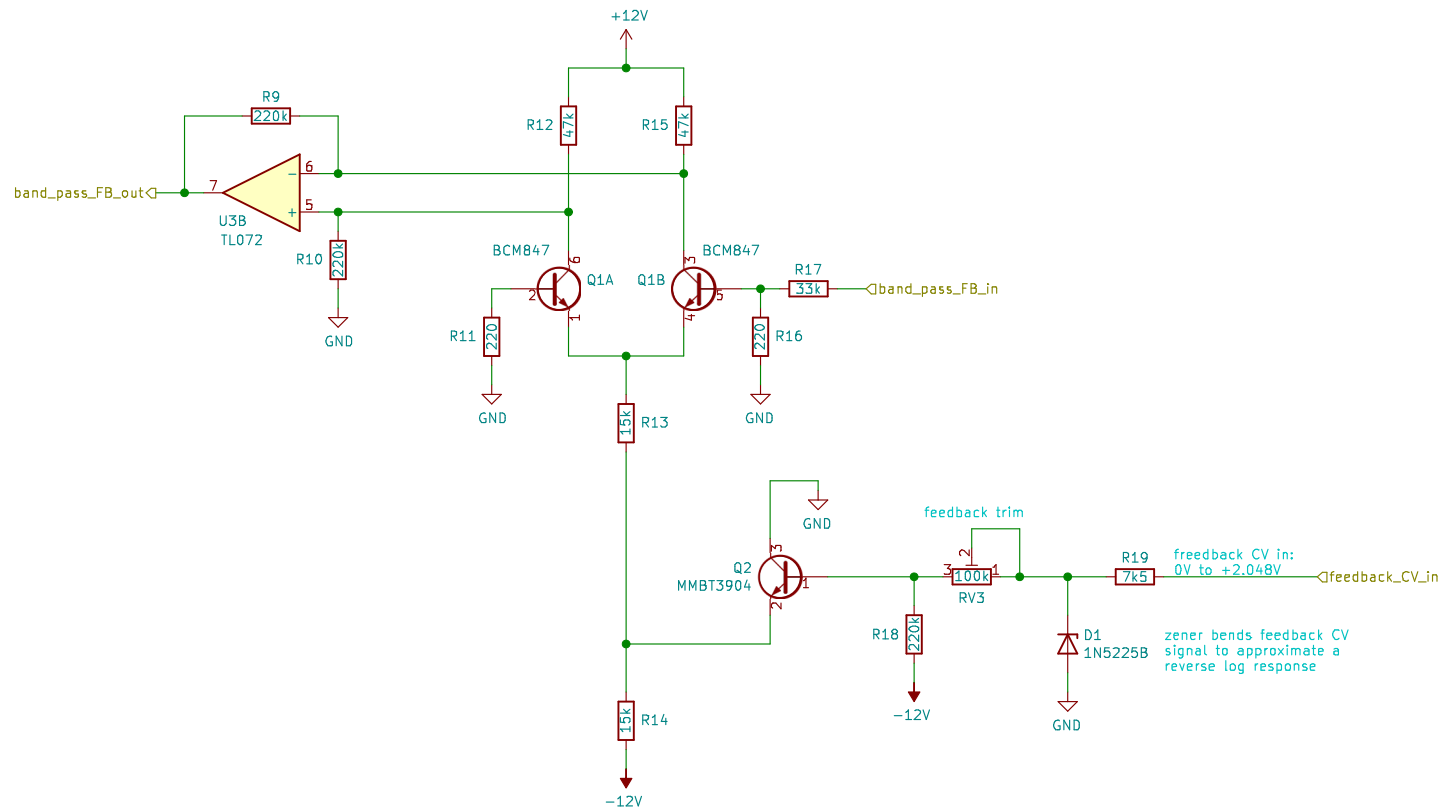 +12V
R9
220k
R12
47k
R15
47k
6
7
5
band_pass_FB_out
U3B
TL072
R10
220k
GND
BCM847
6
Q1A
2
1
BCM847
3
Q1B
5
4
R17
33k
band_pass_FB_in
R11
220
GND
R16
220
GND
R13
15k
GND
feedback trim
3
Q2
MMBT3904
1
2
2
3
100k
1
RV3
R19
7k5
freedback CV in:
0V to +2.048V
feedback_CV_in
R18
220k
-12V
D1
1N5225B
GND
zener bends feedback CV
signal to approximate a
reverse log response
R14
15k
-12V